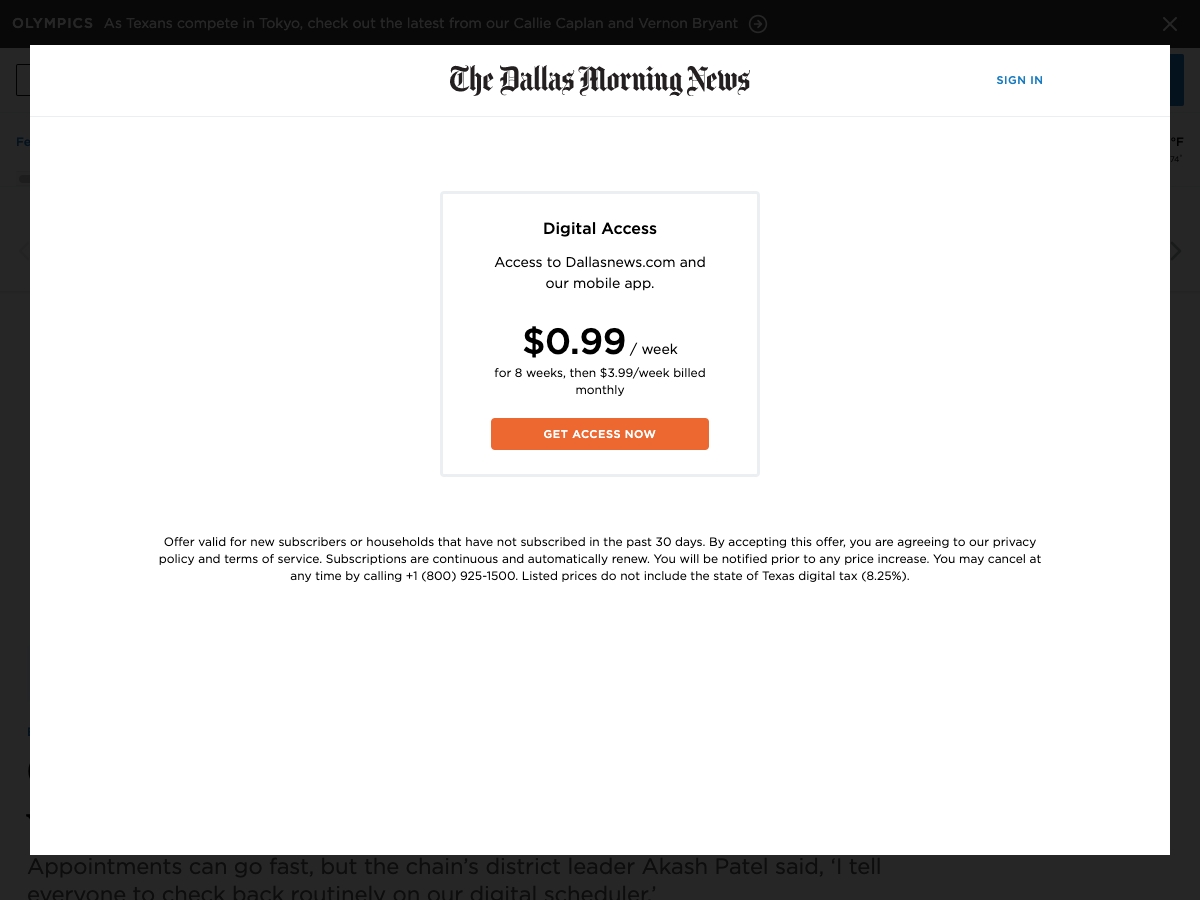 OLYMPICS As Texans compete in Tokyo, check out the latest from our Callie Caplan and Vernon Bryant
The Dallas Morning News
SIGN IN
Fe
°F
Digital Access
Access to Dallasnews.com and
our mobile app.
$0.99 / week
for 8 weeks, then $3.99/week billed
monthly
GET ACCESS NOW
Offer valid for new subscribers or households that have not subscribed in the past 30 days. By accepting this offer, you are agreeing to our privacy
policy and terms of service. Subscriptions are continuous and automatically renew. You will be notified prior to any price increase. You may cancel at
any time by calling +1 (800) 925-1500. Listed prices do not include the state of Texas digital tax (8.25%).
Appointments can go fast, but the chain's district leader Akash Patel said, ‘I tell
everyone to check back routinely on our digital scheduler.’